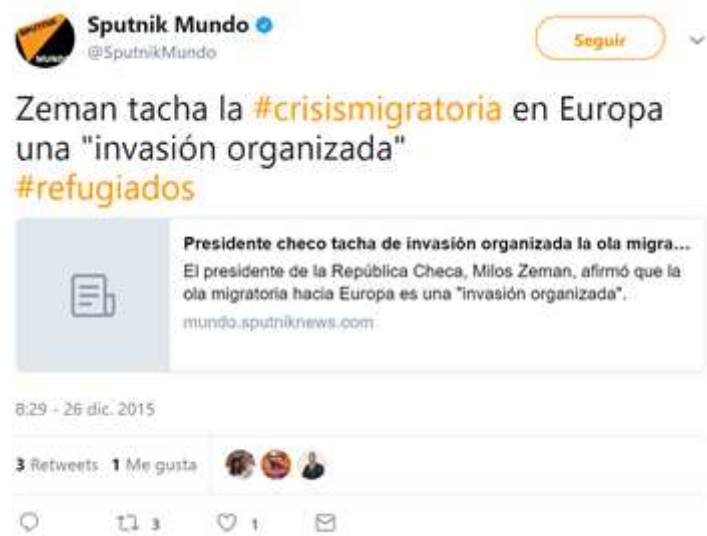 Sputnik Mundo
@SputnikMundo
Seguir
Zeman tacha la #crisismigratoria en Europa
una "invasión organizada"
#refugiados
Presidente checo tacha de invasión organizada la ola migra...
El presidente de la República Checa, Milos Zeman, afirmó que la
ola migratoria hacia Europa es una "invasión organizada".
mundo.sputniknews.com
8:29 - 26 dic. 2015
3 Retweets 1 Me gusta
3 1